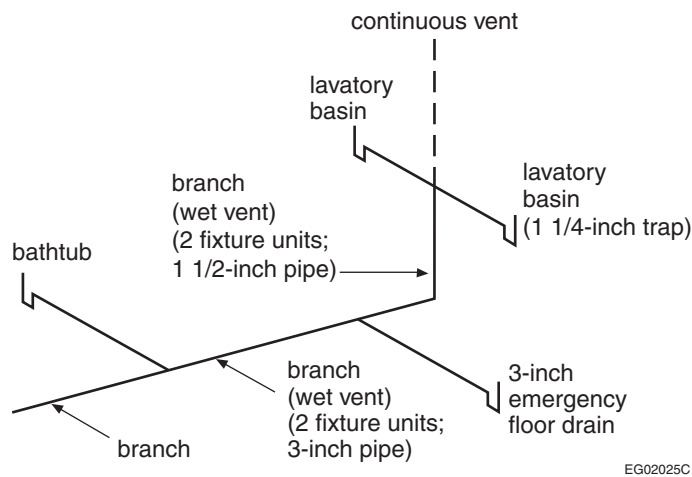 continuous vent
lavatory
basin
lavatory
basin
(1 1/4-inch trap)
branch
(wet vent)
(2 fixture units;
1 1/2-inch pipe)
bathtub
branch
(wet vent)
(2 fixture units;
3-inch pipe)
3-inch
emergency
floor drain
branch
EG02025C